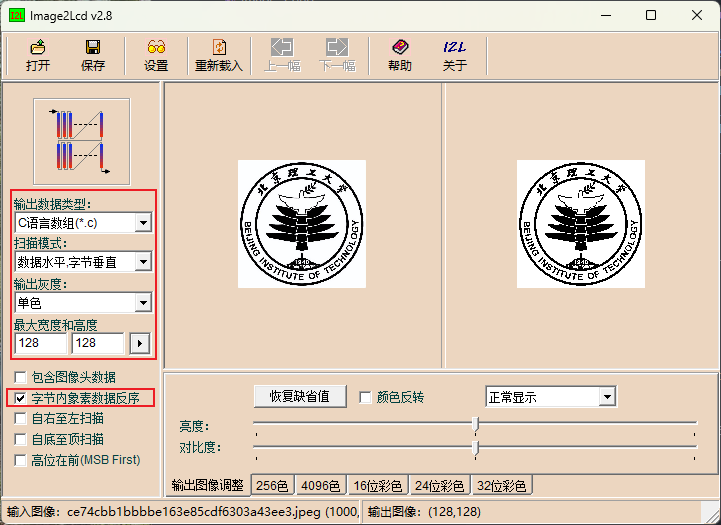 Image2Lcd v2.8
打开 保存 设置 重新载入 上一幅 下一幅 帮助 关于
输出数据类型:
C语言数组(*.c)
扫描模式:
数据水平,字节垂直
输出灰度:
单色
最大宽度和高度
128 128
包含图像头数据
字节内象素数据反序
自右至左扫描
自底至顶扫描
高位在前(MSB First)
北京理工大学
BEIJING INSTITUTE OF TECHNOLOGY
1940
北京理工大学
BEIJING INSTITUTE OF TECHNOLOGY
1940
恢复缺省值 颜色反转 正常显示
亮度:
对比度:
输出图像调整 256色 4096色 16位彩色 24位彩色 32位彩色
输入图像: ce74cbb1bbbbe163e85cdf6303a43ee3.jpeg (1000, 输出图像: (128,128)